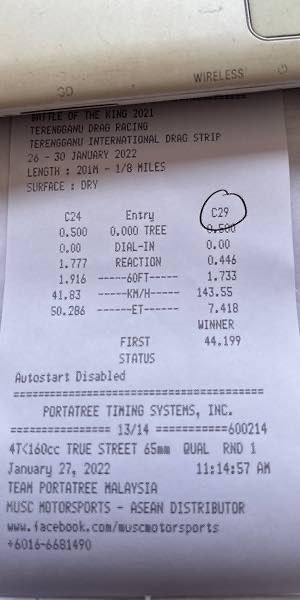 SD
WIRELESS
BATTLE OF THE KING 2021
TERENGGANU DRAG RACING
TERENGGANU INTERNATIONAL DRAG STRIP
26 - 30 JANUARY 2022
LENGTH : 201M - 1/8 MILES
SURFACE : DRY
C24 Entry C29
0.500 0.000 TREE 0.500
0.00 DIAL-IN 0.00
1.777 REACTION 0.446
1.916 ------60FT------ 1.733
41.83 ------KM/H------ 143.55
50.286 -------ET------- 7.418
WINNER
FIRST 44.199
STATUS
Autostart Disabled
========================================
PORTATREE TIMING SYSTEMS, INC.
================ 13/14 ===========600214
4T<160cc TRUE STREET 65mm QUAL RND 1
January 27, 2022 11:14:57 AM
TEAM PORTATREE MALAYSIA
MUSC MOTORSPORTS - ASEAN DISTRIBUTOR
www.facebook.com/muscmotorsports
+6016-6681490